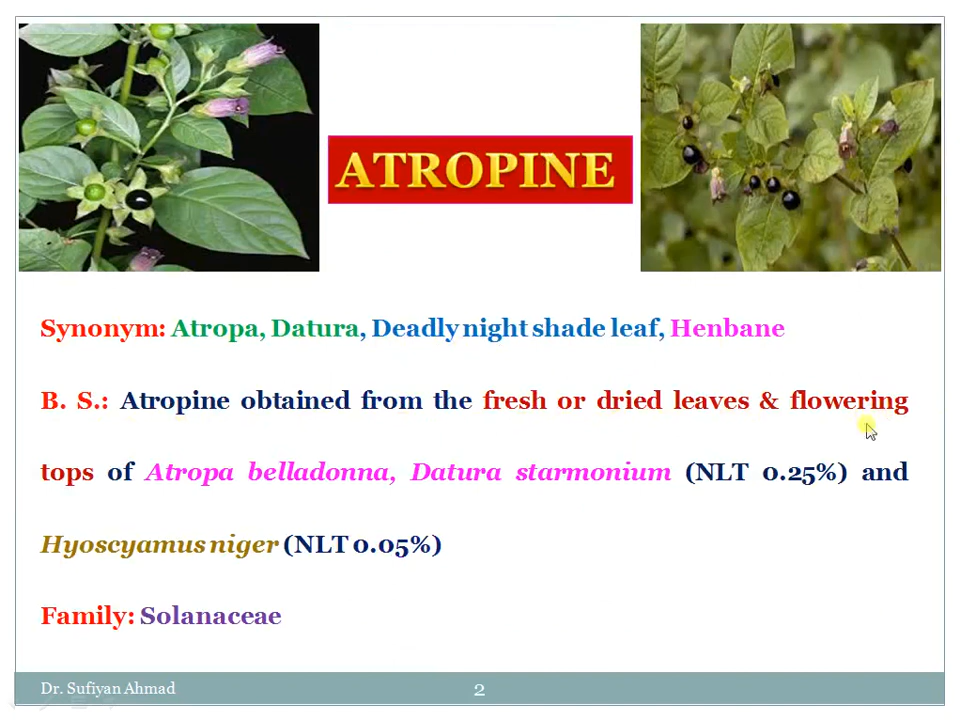 ATROPINE
Synonym: Atropa, Datura, Deadly night shade leaf, Henbane
B. S.: Atropine obtained from the fresh or dried leaves & flowering
tops of Atropa belladonna, Datura starmonium (NLT 0.25%) and
Hyoscyamus niger (NLT 0.05%)
Family: Solanaceae
Dr. Sufiyan Ahmad
2